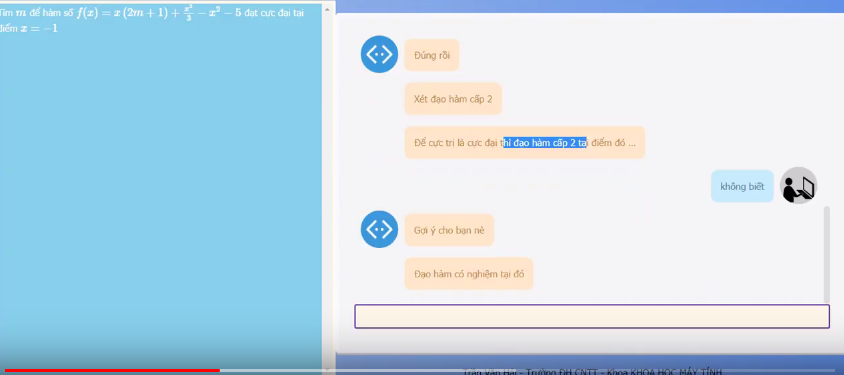 Tìm m để hàm số f(x) = x (2m + 1) + x³/3 − x² − 5 đạt cực đại tại
điểm x = −1
Đúng rồi
Xét đạo hàm cấp 2
Để cực trị là cực đại thì đạo hàm cấp 2 tại điểm đó ...
không biết
Gợi ý cho bạn nè
Đạo hàm có nghiệm tại đó
Trần Văn Hải - Trường ĐH CNTT - Khoa KHOA HỌC MÁY TÍNH